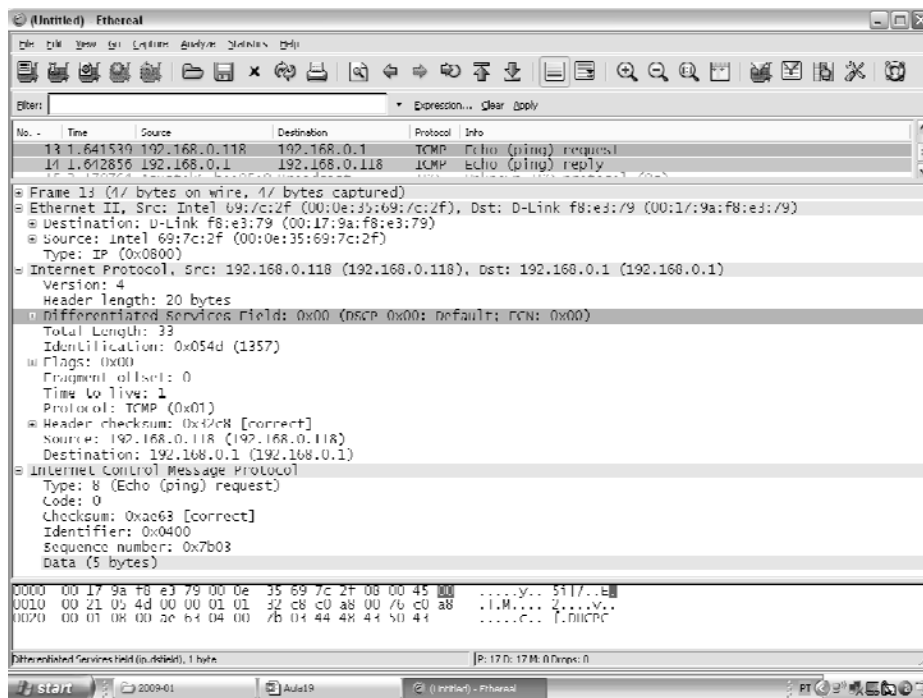 (Untitled) Ethereal
File Edit View Go Capture Analyze Statistics Help
Filter: Expression... Clear Apply
No. - Time Source Destination Protocol Info
13 1.641539 192.168.0.118 192.168.0.1 ICMP Echo (ping) request
14 1.642856 192.168.0.1 192.168.0.118 ICMP Echo (ping) reply
Frame 13 (47 bytes on wire, 47 bytes captured)
Ethernet II, Src: Intel 69:7c:2f (00:0e:35:69:7c:2f), Dst: D-Link f8:e3:79 (00:17:9a:f8:e3:79)
Destination: D-Link f8:e3:79 (00:17:9a:f8:e3:79)
Source: Intel 69:7c:2f (00:0e:35:69:7c:2f)
Type: IP (0x0800)
Internet Protocol, Src: 192.168.0.118 (192.168.0.118), Dst: 192.168.0.1 (192.168.0.1)
Version: 4
Header length: 20 bytes
Differentiated Services Field: 0x00 (DSCP 0x00: Default; ECN: 0x00)
Total Length: 33
Identification: 0x054d (1357)
Flags: 0x00
Fragment offset: 0
Time to live: 1
Protocol: ICMP (0x01)
Header checksum: 0x32c8 [correct]
Source: 192.168.0.118 (192.168.0.118)
Destination: 192.168.0.1 (192.168.0.1)
Internet Control Message Protocol
Type: 8 (Echo (ping) request)
Code: 0
Checksum: 0xae63 [correct]
Identifier: 0x0400
Sequence number: 0x7b03
Data (5 bytes)
0000 00 17 9a f8 e3 79 00 0e 35 69 7c 2f 08 00 45 00 .....y.. 5i|/..E.
0010 00 21 05 4d 00 00 01 01 32 c8 c0 a8 00 76 c0 a8 .!.M.... 2....v..
0020 00 01 08 00 ae 63 04 00 7b 03 44 48 43 50 43 .....c.. {.DHCPC
Differentiated Services field (ip.dsfield), 1 byte P: 17 D: 17 M: 0 Drops: 0
start 2009-01 Aula19 (Untitled) - Ethereal PT